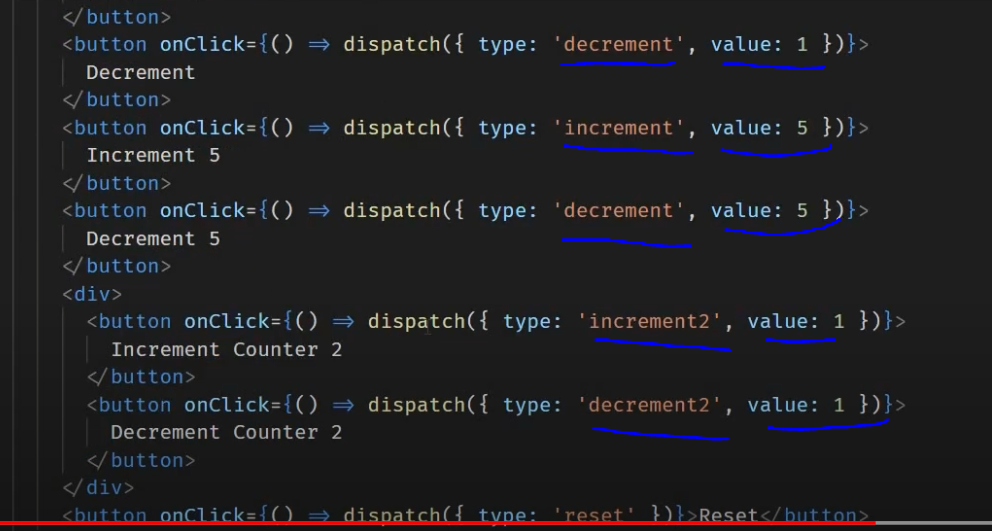 </button>
<button onClick={() => dispatch({ type: 'decrement', value: 1 })}>
Decrement
</button>
<button onClick={() => dispatch({ type: 'increment', value: 5 })}>
Increment 5
</button>
<button onClick={() => dispatch({ type: 'decrement', value: 5 })}>
Decrement 5
</button>
<div>
<button onClick={() => dispatch({ type: 'increment2', value: 1 })}>
Increment Counter 2
</button>
<button onClick={() => dispatch({ type: 'decrement2', value: 1 })}>
Decrement Counter 2
</button>
</div>
<button onClick={() => dispatch({ type: 'reset' })}>Reset</button>